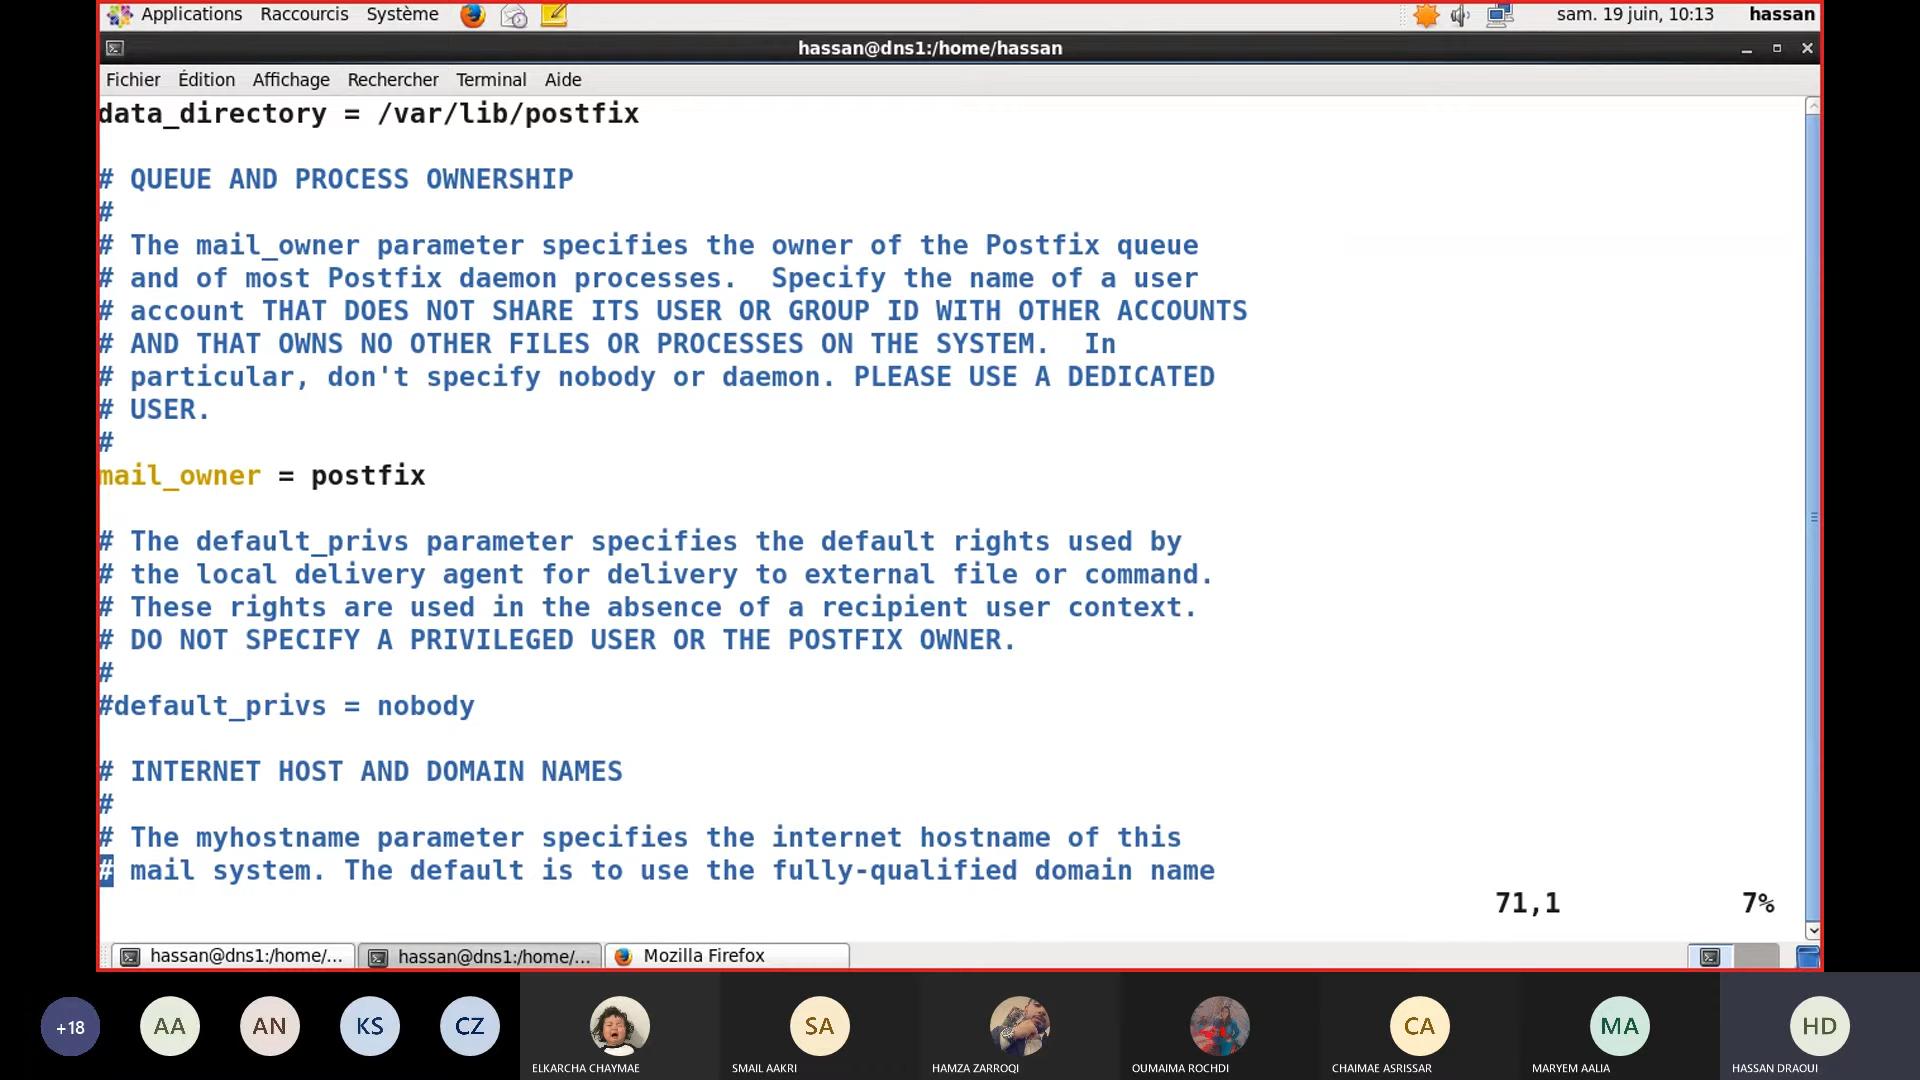 Applications Raccourcis Système sam. 19 juin, 10:13 hassan
hassan@dns1:/home/hassan
Fichier Édition Affichage Rechercher Terminal Aide
data_directory = /var/lib/postfix
# QUEUE AND PROCESS OWNERSHIP
#
# The mail_owner parameter specifies the owner of the Postfix queue
# and of most Postfix daemon processes.  Specify the name of a user
# account THAT DOES NOT SHARE ITS USER OR GROUP ID WITH OTHER ACCOUNTS
# AND THAT OWNS NO OTHER FILES OR PROCESSES ON THE SYSTEM.  In
# particular, don't specify nobody or daemon. PLEASE USE A DEDICATED
# USER.
#
mail_owner = postfix
# The default_privs parameter specifies the default rights used by
# the local delivery agent for delivery to external file or command.
# These rights are used in the absence of a recipient user context.
# DO NOT SPECIFY A PRIVILEGED USER OR THE POSTFIX OWNER.
#
#default_privs = nobody
# INTERNET HOST AND DOMAIN NAMES
#
# The myhostname parameter specifies the internet hostname of this
# mail system. The default is to use the fully-qualified domain name
71,1 7%
hassan@dns1:/home/... hassan@dns1:/home/... Mozilla Firefox
+18 AA AN KS CZ SA CA MA HD
ELKARCHA CHAYMAE SMAIL AAKRI HAMZA ZARROQI OUMAIMA ROCHDI CHAIMAE ASRISSAR MARYEM AALIA HASSAN DRAOUI